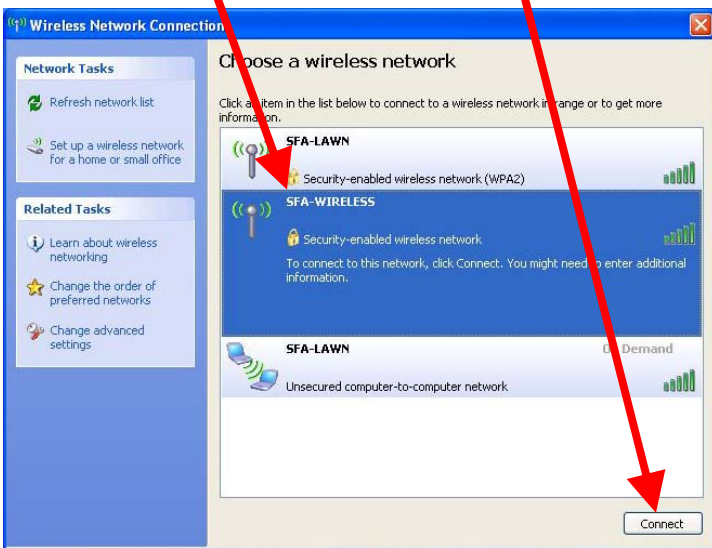 Wireless Network Connection
Network Tasks
Refresh network list
Set up a wireless network
for a home or small office
Related Tasks
Learn about wireless
networking
Change the order of
preferred networks
Change advanced
settings
Choose a wireless network
Click an item in the list below to connect to a wireless network in range or to get more
information.
SFA-LAWN
Security-enabled wireless network (WPA2)
SFA-WIRELESS
Security-enabled wireless network
To connect to this network, click Connect. You might need to enter additional
information.
SFA-LAWN
On Demand
Unsecured computer-to-computer network
Connect